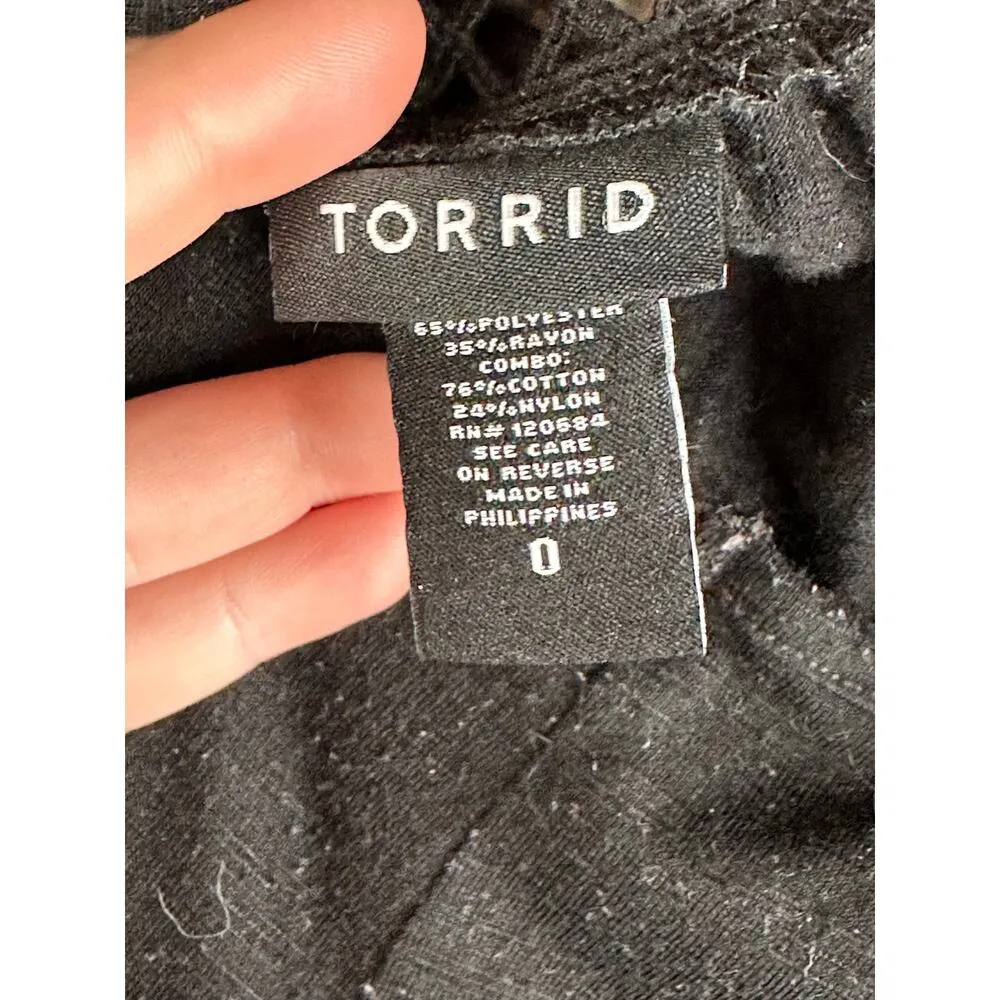 TORRID
65%POLYESTER
35%RAYON
COMBO:
76%COTTON
24%NYLON
RN# 120684
SEE CARE
ON REVERSE
MADE IN
PHILIPPINES
0